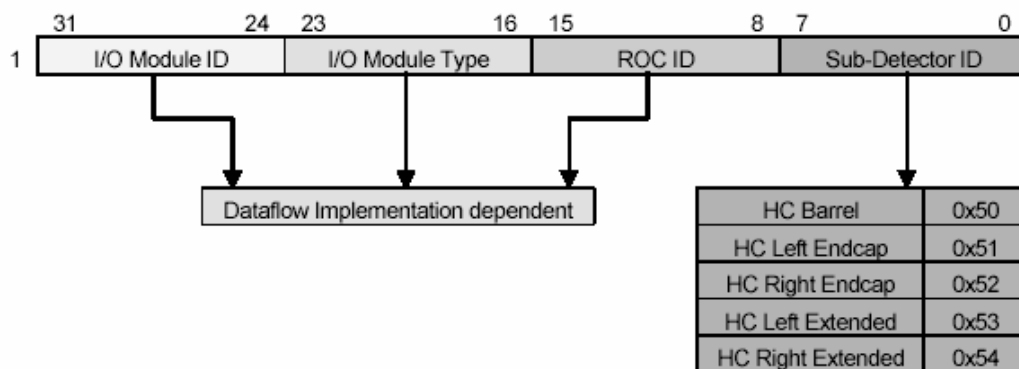 31 24 23 16 15 8 7 0
1 I/O Module ID I/O Module Type ROC ID Sub-Detector ID
Dataflow Implementation dependent
HC Barrel 0x50
HC Left Endcap 0x51
HC Right Endcap 0x52
HC Left Extended 0x53
HC Right Extended 0x54